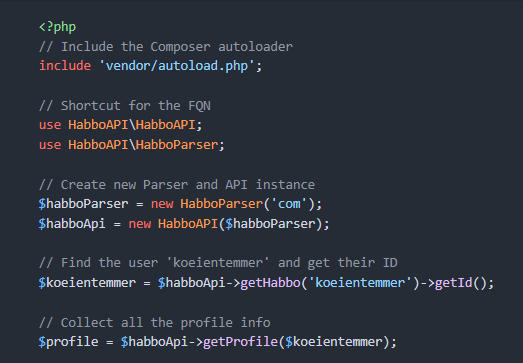 <?php
// Include the Composer autoloader
include 'vendor/autoload.php';
// Shortcut for the FQN
use HabboAPI\HabboAPI;
use HabboAPI\HabboParser;
// Create new Parser and API instance
$habboParser = new HabboParser('com');
$habboApi = new HabboAPI($habboParser);
// Find the user 'koeientemmer' and get their ID
$koeientemmer = $habboApi->getHabbo('koeientemmer')->getId();
// Collect all the profile info
$profile = $habboApi->getProfile($koeientemmer);